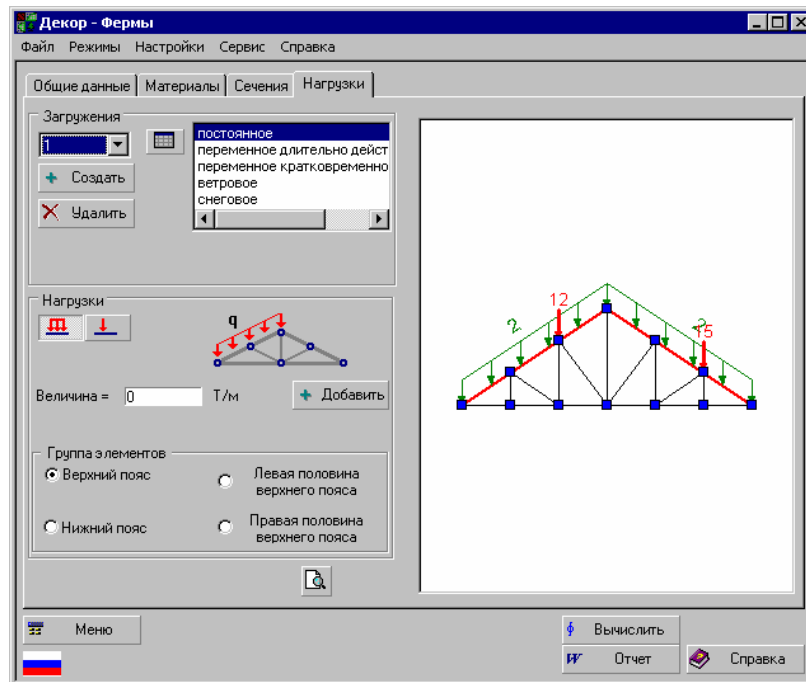 Декор - Фермы
Файл Режимы Настройки Сервис Справка
Общие данные Материалы Сечения Нагрузки
Загружения
1
Создать
Удалить
постоянное
переменное длительно дейст
переменное кратковременно
ветровое
снеговое
Нагрузки
q
Величина = 0 Т/м
Добавить
Группа элементов
Верхний пояс
Левая половина
верхнего пояса
Нижний пояс
Правая половина
верхнего пояса
12
2
15
Меню
Вычислить
W Отчет
Справка